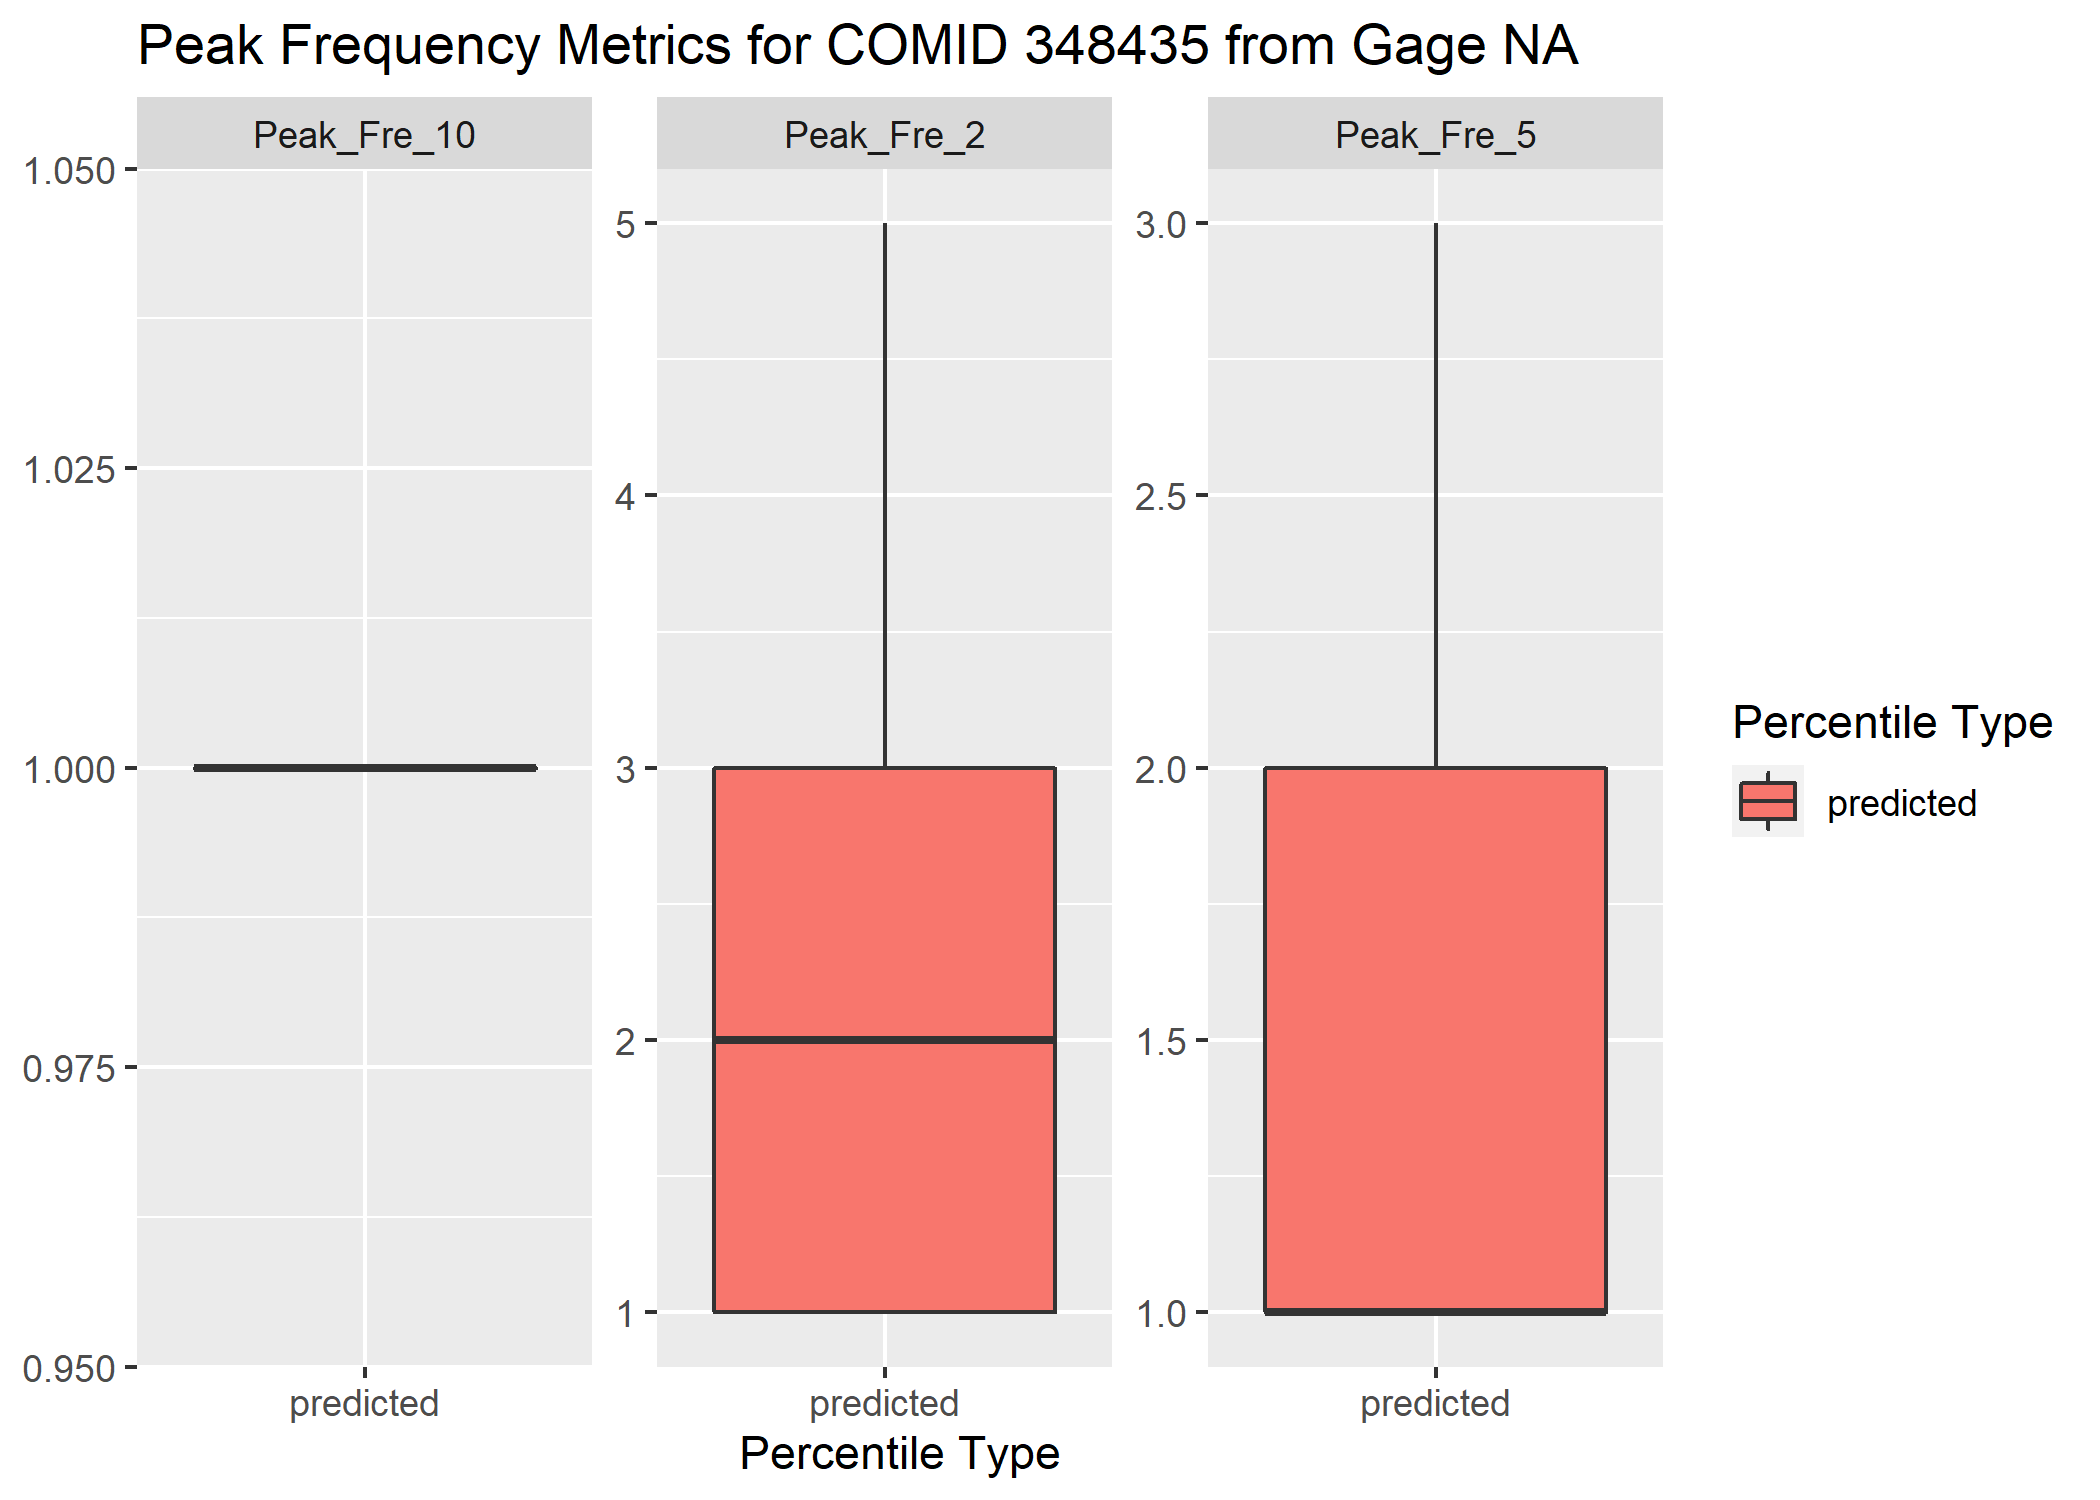 Peak Frequency Metrics for COMID 348435 from Gage NA
Peak_Fre_10
1.050
1.025
1.000
0.975
0.950
predicted
Peak_Fre_2
5
4
3
2
1
predicted
Peak_Fre_5
3.0
2.5
2.0
1.5
1.0
predicted
Percentile Type
Percentile Type
predicted